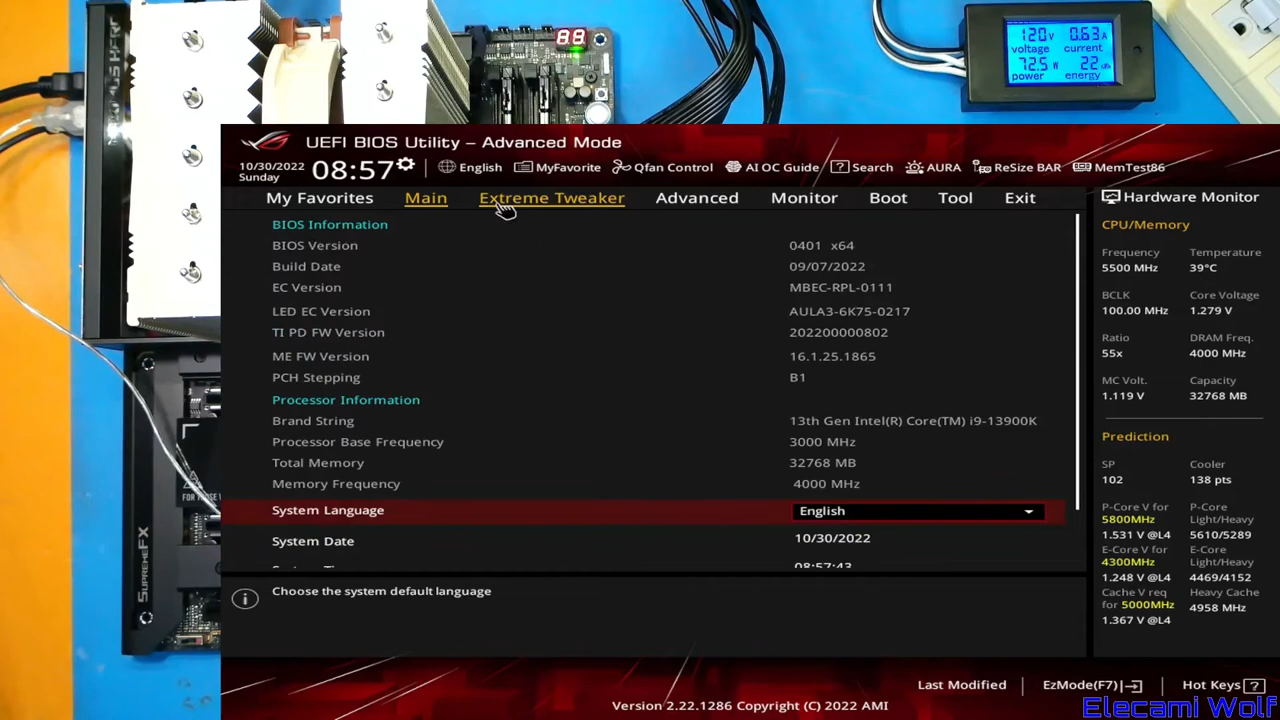 88
120v 0.63A
voltage current
72.5w 22
power energy
UEFI BIOS Utility – Advanced Mode
10/30/2022
Sunday
08:57
English
MyFavorite
Qfan Control
AI OC Guide
? Search
AURA
ReSize BAR
MemTest86
My Favorites
Main
Extreme Tweaker
Advanced
Monitor
Boot
Tool
Exit
BIOS Information
BIOS Version 0401 x64
Build Date 09/07/2022
EC Version MBEC-RPL-0111
LED EC Version AULA3-6K75-0217
TI PD FW Version 202200000802
ME FW Version 16.1.25.1865
PCH Stepping B1
Processor Information
Brand String 13th Gen Intel(R) Core(TM) i9-13900K
Processor Base Frequency 3000 MHz
Total Memory 32768 MB
Memory Frequency 4000 MHz
System Language English
System Date 10/30/2022
08:57:43
Choose the system default language
Hardware Monitor
CPU/Memory
Frequency Temperature
5500 MHz 39°C
BCLK Core Voltage
100.00 MHz 1.279 V
Ratio DRAM Freq.
55x 4000 MHz
MC Volt. Capacity
1.119 V 32768 MB
Prediction
SP Cooler
102 138 pts
P-Core V for P-Core
5800MHz Light/Heavy
1.531 V @L4 5610/5289
E-Core V for E-Core
4300MHz Light/Heavy
1.248 V @L4 4469/4152
Cache V req Heavy Cache
for 5000MHz 4958 MHz
1.367 V @L4
Last Modified
EzMode(F7)
Hot Keys ?
Version 2.22.1286 Copyright (C) 2022 AMI
SUPREMEFX
Elecami Wolf